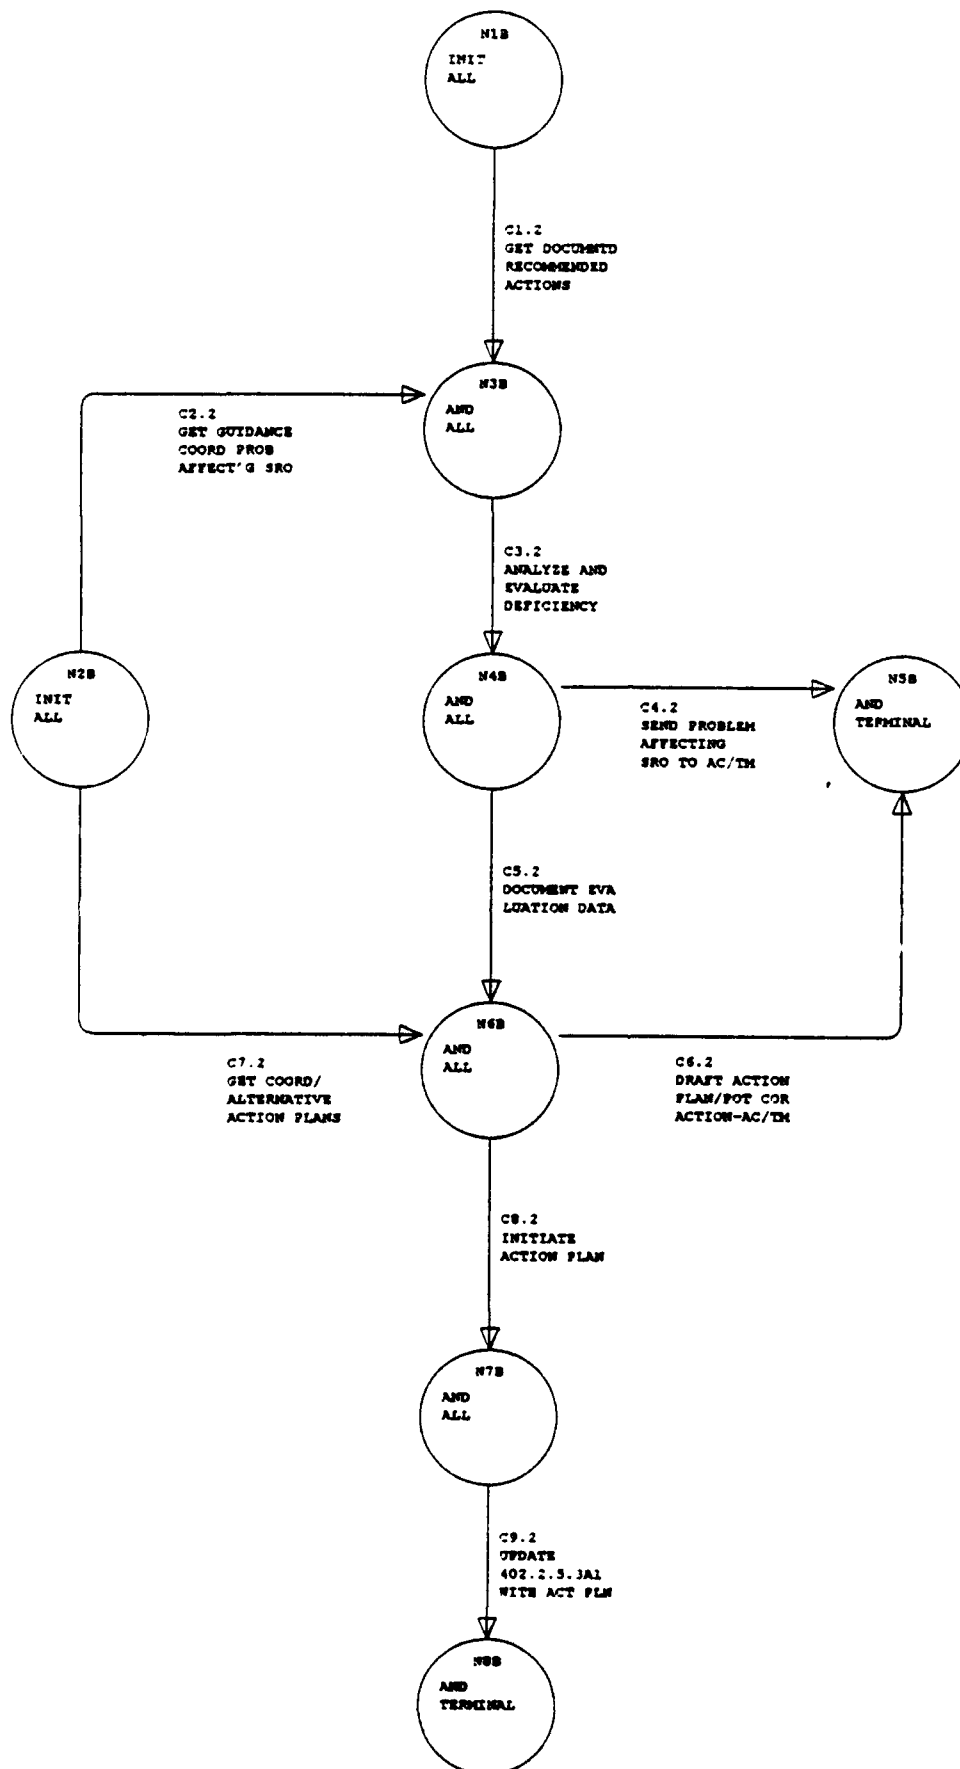 N1B
INIT
ALL
C1.2
GET DOCUMNTD
RECOMMENDED
ACTIONS
N3B
AND
ALL
C2.2
GET GUIDANCE
COORD PROB
AFFECT'G SRO
C3.2
ANALYZE AND
EVALUATE
DEFICIENCY
N2B
INIT
ALL
N4B
AND
ALL
C4.2
SEND PROBLEM
AFFECTING
SRO TO AC/TM
N5B
AND
TERMINAL
C5.2
DOCUMENT EVA
LUATION DATA
N6B
AND
ALL
C7.2
GET COORD/
ALTERNATIVE
ACTION PLANS
C6.2
DRAFT ACTION
PLAN/POT COR
ACTION-AC/TM
C8.2
INITIATE
ACTION PLAN
N7B
AND
ALL
C9.2
UPDATE
402.2.5.3A1
WITH ACT PLN
N8B
AND
TERMINAL